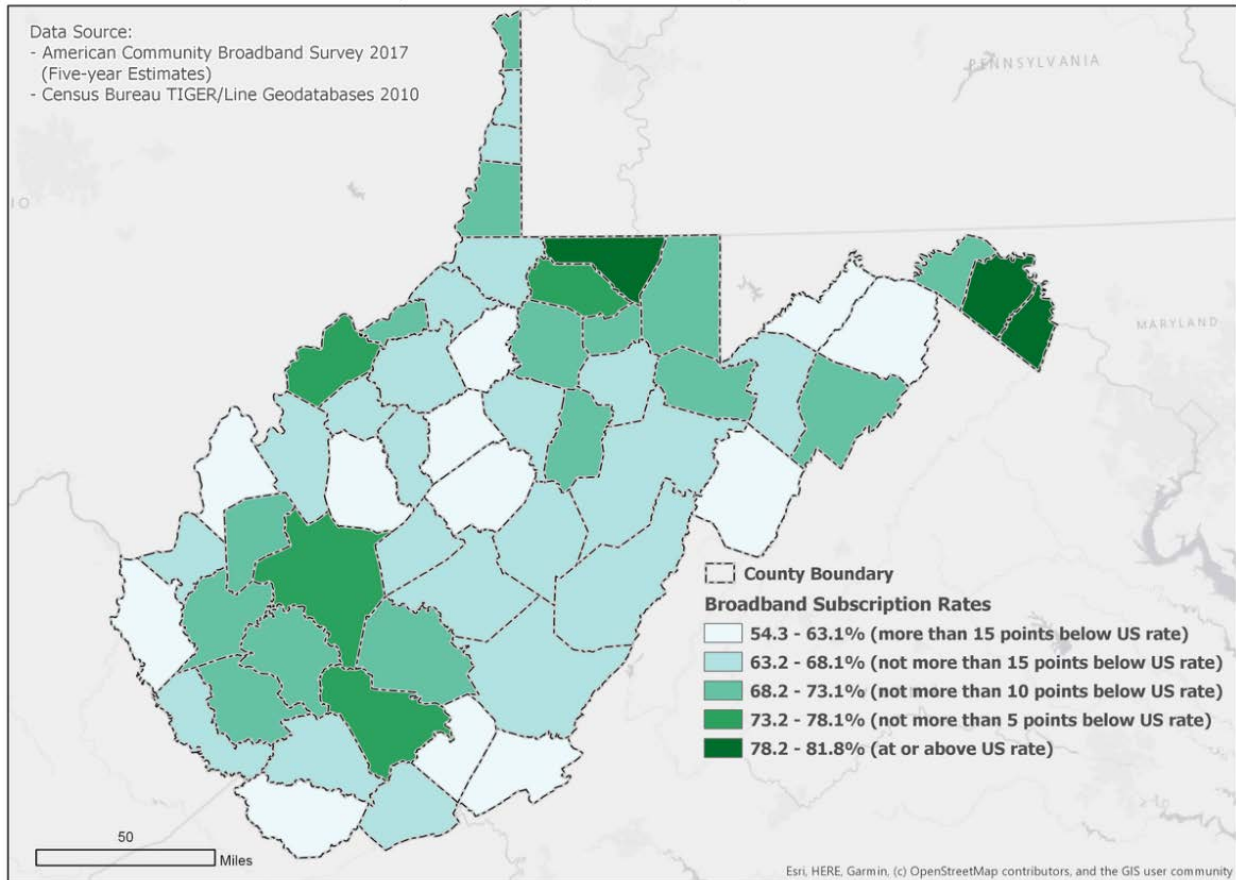 Data Source:
- American Community Broadband Survey 2017
(Five-year Estimates)
- Census Bureau TIGER/Line Geodatabases 2010
PENNSYLVANIA
IO
MARYLAND
County Boundary
Broadband Subscription Rates
54.3 - 63.1% (more than 15 points below US rate)
63.2 - 68.1% (not more than 15 points below US rate)
68.2 - 73.1% (not more than 10 points below US rate)
73.2 - 78.1% (not more than 5 points below US rate)
78.2 - 81.8% (at or above US rate)
50
Miles
Esri, HERE, Garmin, (c) OpenStreetMap contributors, and the GIS user community